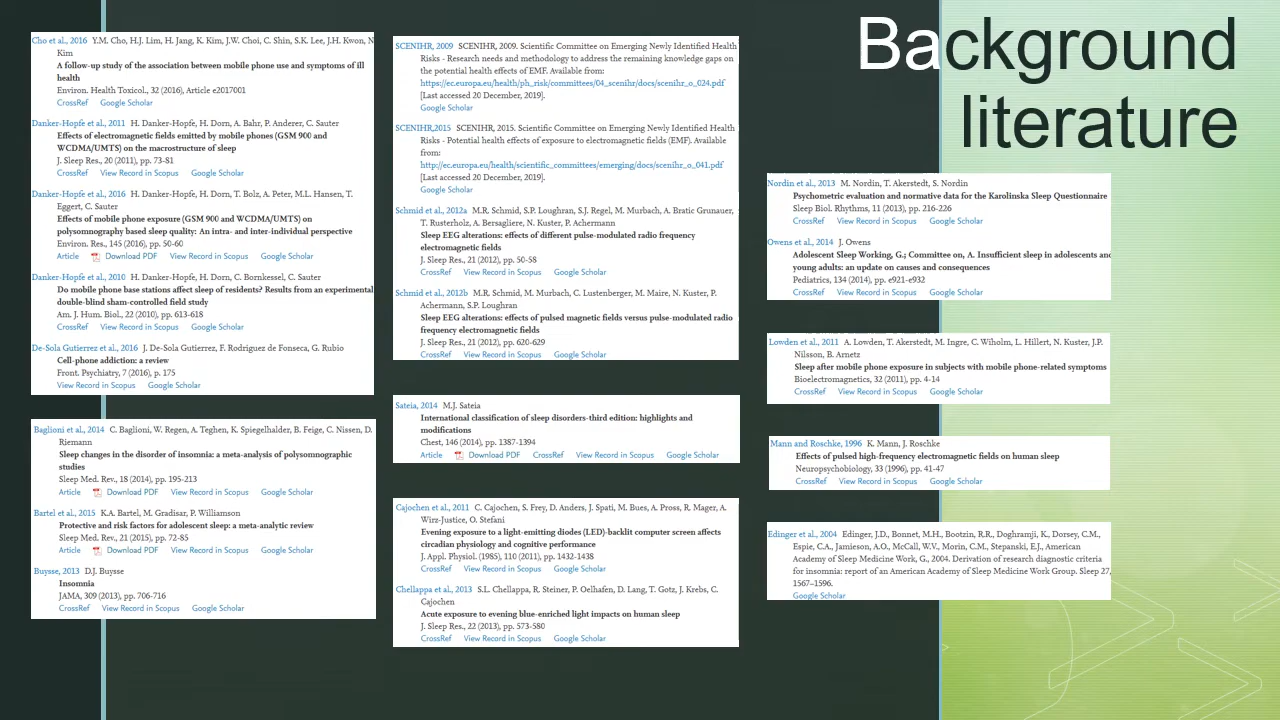 Background
literature
Cho et al., 2016 Y.M. Cho, H.J. Lim, H. Jang, K. Kim, J.W. Choi, C. Shin, S.K. Lee, J.H. Kwon, N
Kim
A follow-up study of the association between mobile phone use and symptoms of ill
health
Environ. Health Toxicol., 32 (2016), Article e2017001
CrossRef Google Scholar
Danker-Hopfe et al., 2011 H. Danker-Hopfe, H. Dorn, A. Bahr, P. Anderer, C. Sauter
Effects of electromagnetic fields emitted by mobile phones (GSM 900 and
WCDMA/UMTS) on the macrostructure of sleep
J. Sleep Res., 20 (2011), pp. 73-81
CrossRef View Record in Scopus Google Scholar
Danker-Hopfe et al., 2016 H. Danker-Hopfe, H. Dorn, T. Bolz, A. Peter, M.L. Hansen, T.
Eggert, C. Sauter
Effects of mobile phone exposure (GSM 900 and WCDMA/UMTS) on
polysomnography based sleep quality: An intra- and inter-individual perspective
Environ. Res., 145 (2016), pp. 50-60
Article Download PDF View Record in Scopus Google Scholar
Danker-Hopfe et al., 2010 H. Danker-Hopfe, H. Dorn, C. Bornkessel, C. Sauter
Do mobile phone base stations affect sleep of residents? Results from an experimental
double-blind sham-controlled field study
Am. J. Hum. Biol., 22 (2010), pp. 613-618
CrossRef View Record in Scopus Google Scholar
De-Sola Gutierrez et al., 2016 J. De-Sola Gutierrez, F. Rodriguez de Fonseca, G. Rubio
Cell-phone addiction: a review
Front. Psychiatry, 7 (2016), p. 175
View Record in Scopus Google Scholar
Baglioni et al., 2014 C. Baglioni, W. Regen, A. Teghen, K. Spiegelhalder, B. Feige, C. Nissen, D.
Riemann
Sleep changes in the disorder of insomnia: a meta-analysis of polysomnographic
studies
Sleep Med. Rev., 18 (2014), pp. 195-213
Article Download PDF View Record in Scopus Google Scholar
Bartel et al., 2015 K.A. Bartel, M. Gradisar, P. Williamson
Protective and risk factors for adolescent sleep: a meta-analytic review
Sleep Med. Rev., 21 (2015), pp. 72-85
Article Download PDF View Record in Scopus Google Scholar
Buysse, 2013 D.J. Buysse
Insomnia
JAMA, 309 (2013), pp. 706-716
CrossRef View Record in Scopus Google Scholar
SCENIHR, 2009 SCENIHR, 2009. Scientific Committee on Emerging Newly Identified Health
Risks - Research needs and methodology to address the remaining knowledge gaps on
the potential health effects of EMF. Available from:
https://ec.europa.eu/health/ph_risk/committees/04_scenihr/docs/scenihr_o_024.pdf
[Last accessed 20 December, 2019].
Google Scholar
SCENIHR,2015 SCENIHR, 2015. Scientific Committee on Emerging Newly Identified Health
Risks - Potential health effects of exposure to electromagnetic fields (EMF). Available
from:
http://ec.europa.eu/health/scientific_committees/emerging/docs/scenihr_o_041.pdf
[Last accessed 20 December, 2019].
Google Scholar
Schmid et al., 2012a M.R. Schmid, S.P. Loughran, S.J. Regel, M. Murbach, A. Bratic Grunauer,
T. Rusterholz, A. Bersagliere, N. Kuster, P. Achermann
Sleep EEG alterations: effects of different pulse-modulated radio frequency
electromagnetic fields
J. Sleep Res., 21 (2012), pp. 50-58
CrossRef View Record in Scopus Google Scholar
Schmid et al., 2012b M.R. Schmid, M. Murbach, C. Lustenberger, M. Maire, N. Kuster, P.
Achermann, S.P. Loughran
Sleep EEG alterations: effects of pulsed magnetic fields versus pulse-modulated radio
frequency electromagnetic fields
J. Sleep Res., 21 (2012), pp. 620-629
CrossRef View Record in Scopus Google Scholar
Sateia, 2014 M.J. Sateia
International classification of sleep disorders-third edition: highlights and
modifications
Chest, 146 (2014), pp. 1387-1394
Article Download PDF CrossRef View Record in Scopus Google Scholar
Cajochen et al., 2011 C. Cajochen, S. Frey, D. Anders, J. Spati, M. Bues, A. Pross, R. Mager, A.
Wirz-Justice, O. Stefani
Evening exposure to a light-emitting diodes (LED)-backlit computer screen affects
circadian physiology and cognitive performance
J. Appl. Physiol. (1985), 110 (2011), pp. 1432-1438
CrossRef View Record in Scopus Google Scholar
Chellappa et al., 2013 S.L. Chellappa, R. Steiner, P. Oelhafen, D. Lang, T. Gotz, J. Krebs, C.
Cajochen
Acute exposure to evening blue-enriched light impacts on human sleep
J. Sleep Res., 22 (2013), pp. 573-580
CrossRef View Record in Scopus Google Scholar
Nordin et al., 2013 M. Nordin, T. Akerstedt, S. Nordin
Psychometric evaluation and normative data for the Karolinska Sleep Questionnaire
Sleep Biol. Rhythms, 11 (2013), pp. 216-226
CrossRef View Record in Scopus Google Scholar
Owens et al., 2014 J. Owens
Adolescent Sleep Working, G.; Committee on, A. Insufficient sleep in adolescents and
young adults: an update on causes and consequences
Pediatrics, 134 (2014), pp. e921-e932
CrossRef View Record in Scopus Google Scholar
Lowden et al., 2011 A. Lowden, T. Akerstedt, M. Ingre, C. Wiholm, L. Hillert, N. Kuster, J.P.
Nilsson, B. Arnetz
Sleep after mobile phone exposure in subjects with mobile phone-related symptoms
Bioelectromagnetics, 32 (2011), pp. 4-14
CrossRef View Record in Scopus Google Scholar
Mann and Roschke, 1996 K. Mann, J. Roschke
Effects of pulsed high-frequency electromagnetic fields on human sleep
Neuropsychobiology, 33 (1996), pp. 41-47
CrossRef View Record in Scopus Google Scholar
Edinger et al., 2004 Edinger, J.D., Bonnet, M.H., Bootzin, R.R., Doghramji, K., Dorsey, C.M.,
Espie, C.A., Jamieson, A.O., McCall, W.V., Morin, C.M., Stepanski, E.J., American
Academy of Sleep Medicine Work, G., 2004. Derivation of research diagnostic criteria
for insomnia: report of an American Academy of Sleep Medicine Work Group. Sleep 27,
1567–1596.
Google Scholar